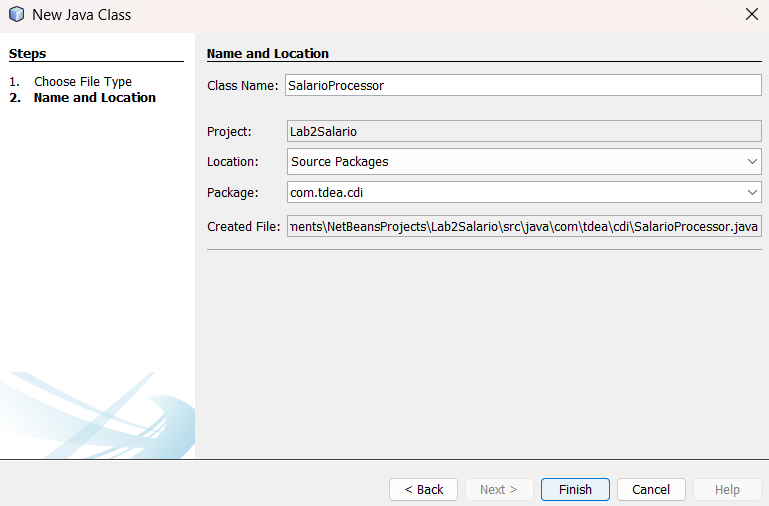 New Java Class
Steps
1. Choose File Type
2. Name and Location
Name and Location
Class Name: SalarioProcessor
Project: Lab2Salario
Location: Source Packages
Package: com.tdea.cdi
Created File: ments\NetBeansProjects\Lab2Salario\src\java\com\tdea\cdi\SalarioProcessor.java
< Back Next > Finish Cancel Help